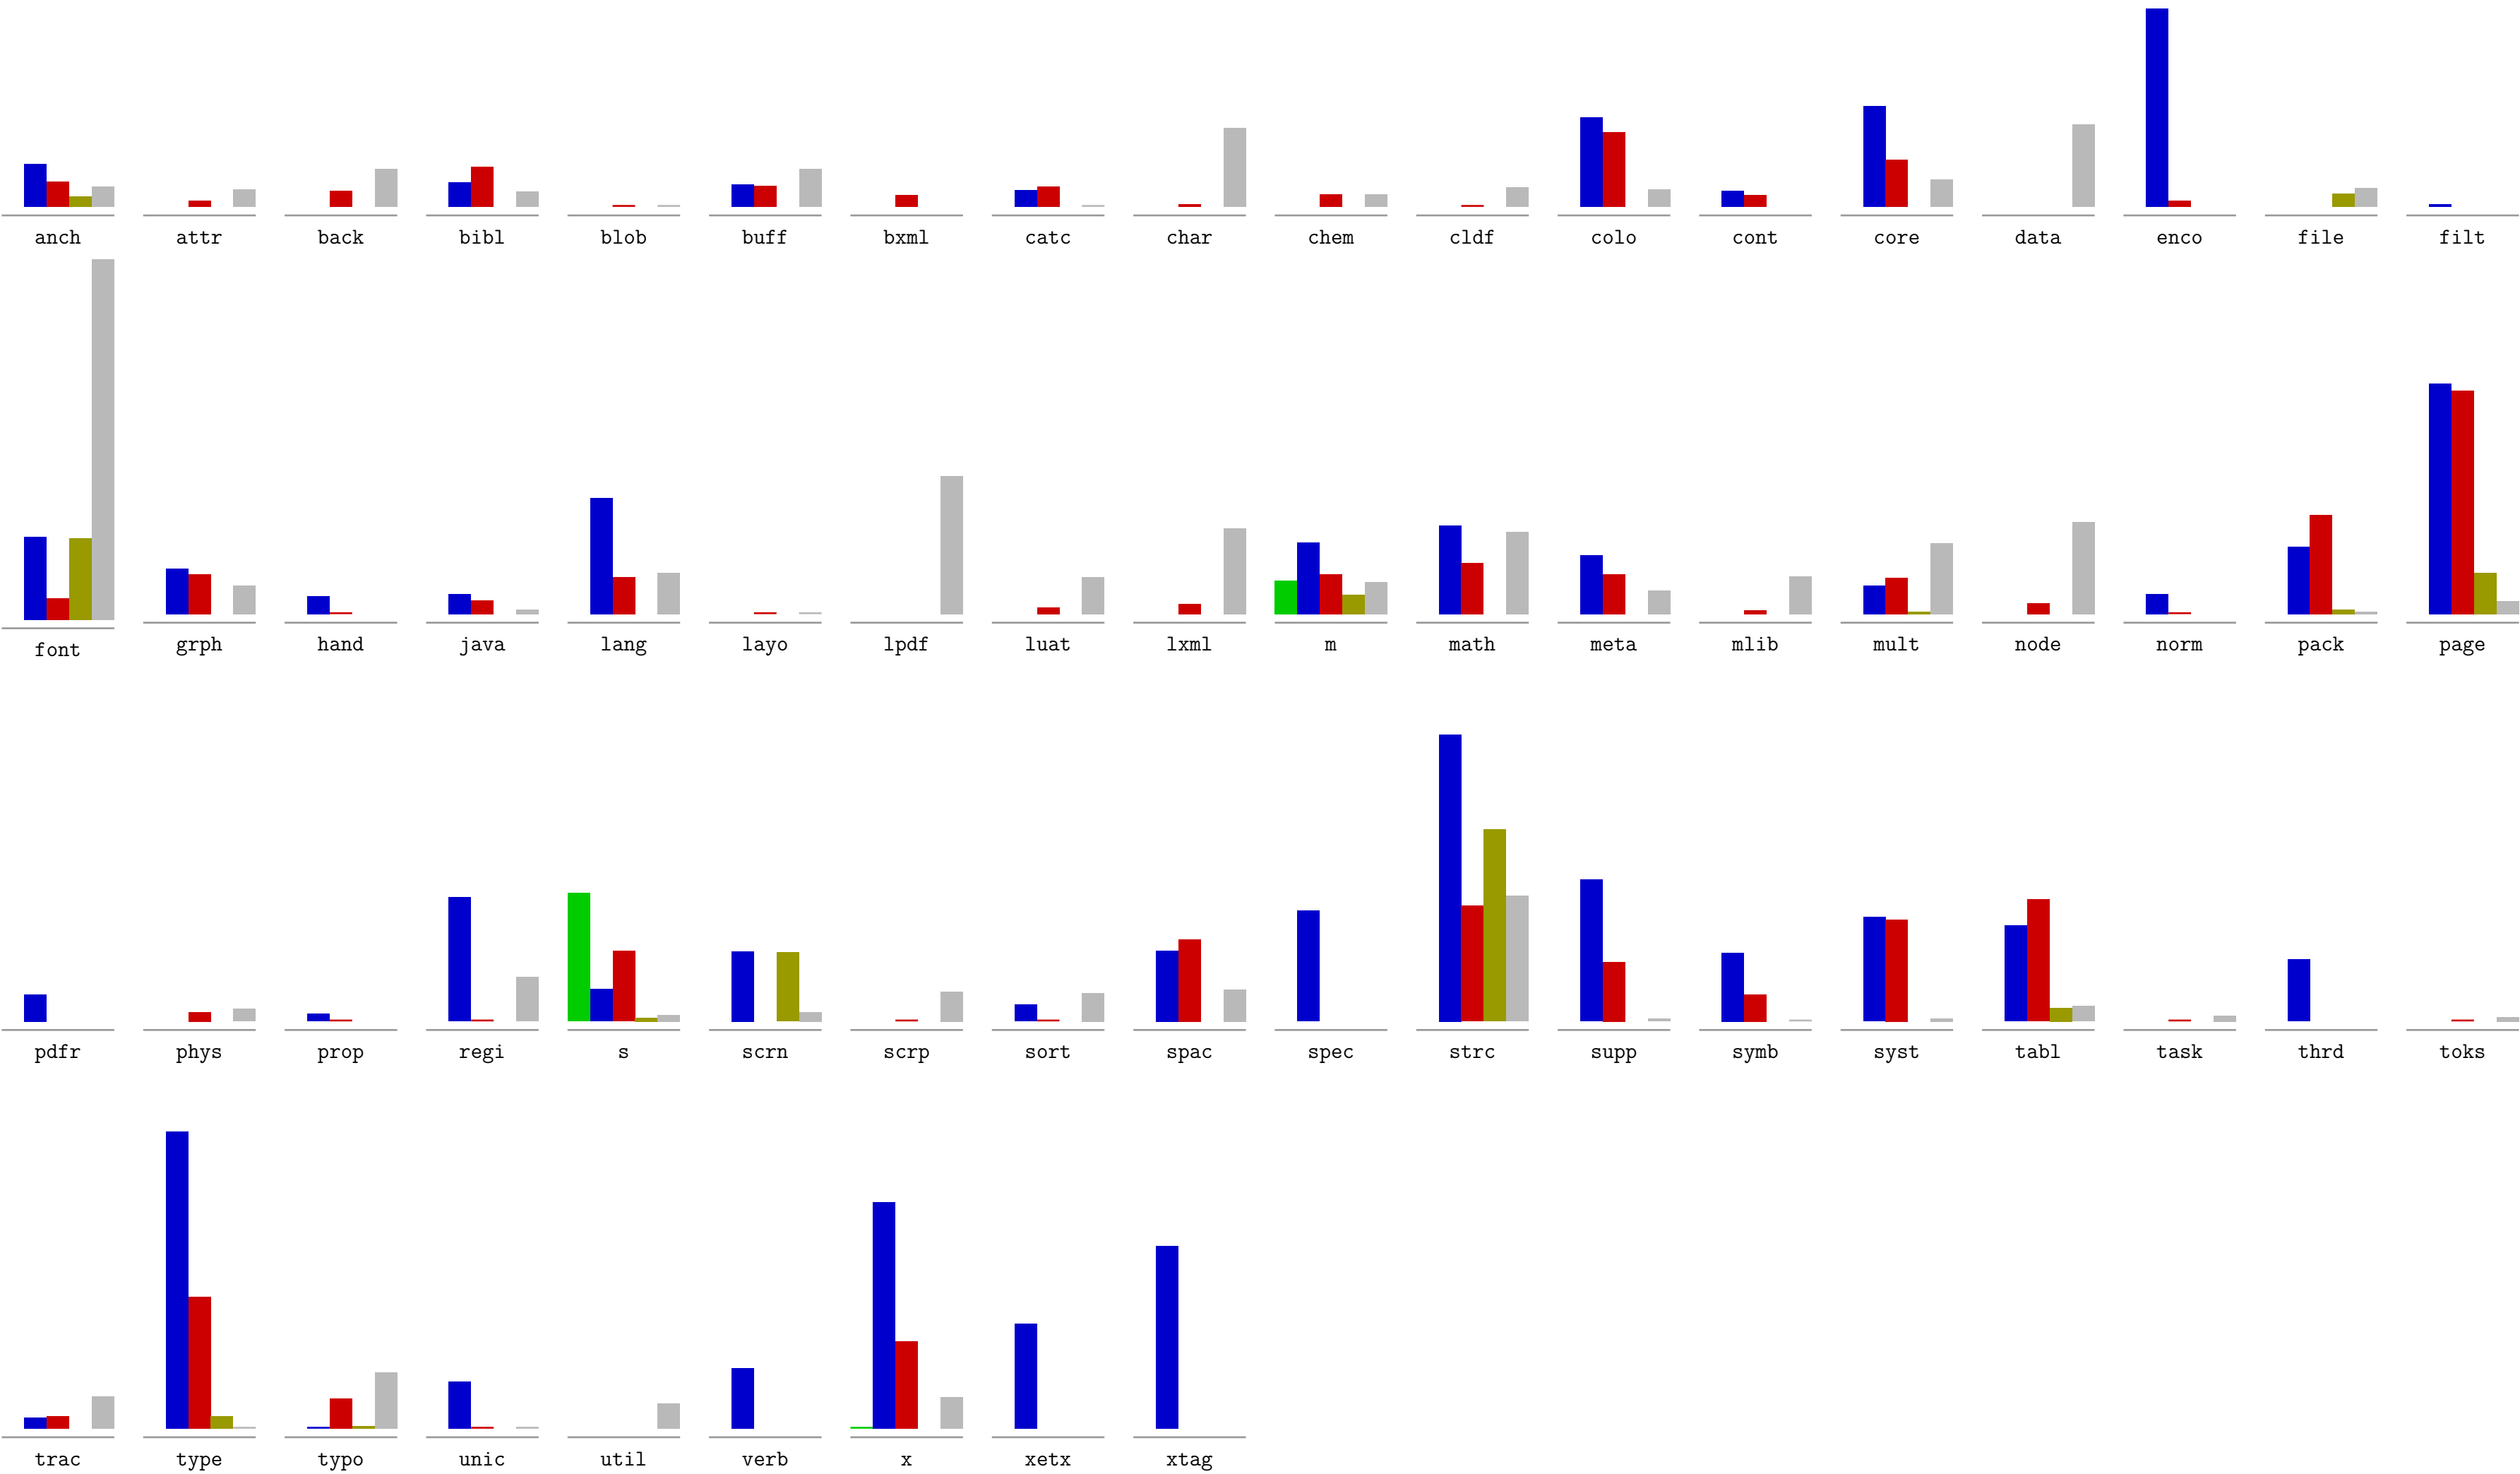 anch attr back bibl blob buff bxml catc char chem cldf colo cont core data enco file filt
font grph hand java lang layo lpdf luat lxml m math meta mlib mult node norm pack page
pdfr phys prop regi s scrn scrp sort spac spec strc supp symb syst tabl task thrd toks
trac type typo unic util verb x xetx xtag